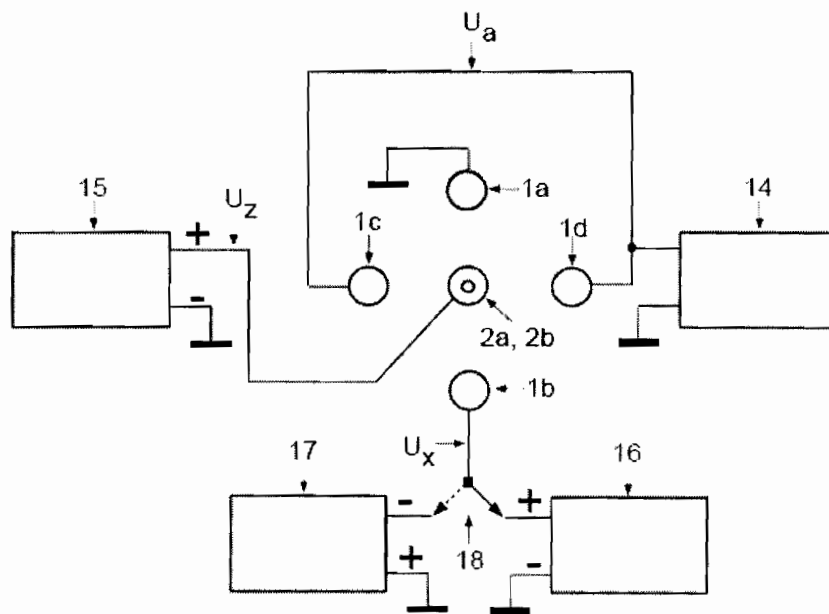 U_a
15
U_z
+
-
1a
1c
1d
14
2a, 2b
1b
U_x
17
-
+
18
16
+
-